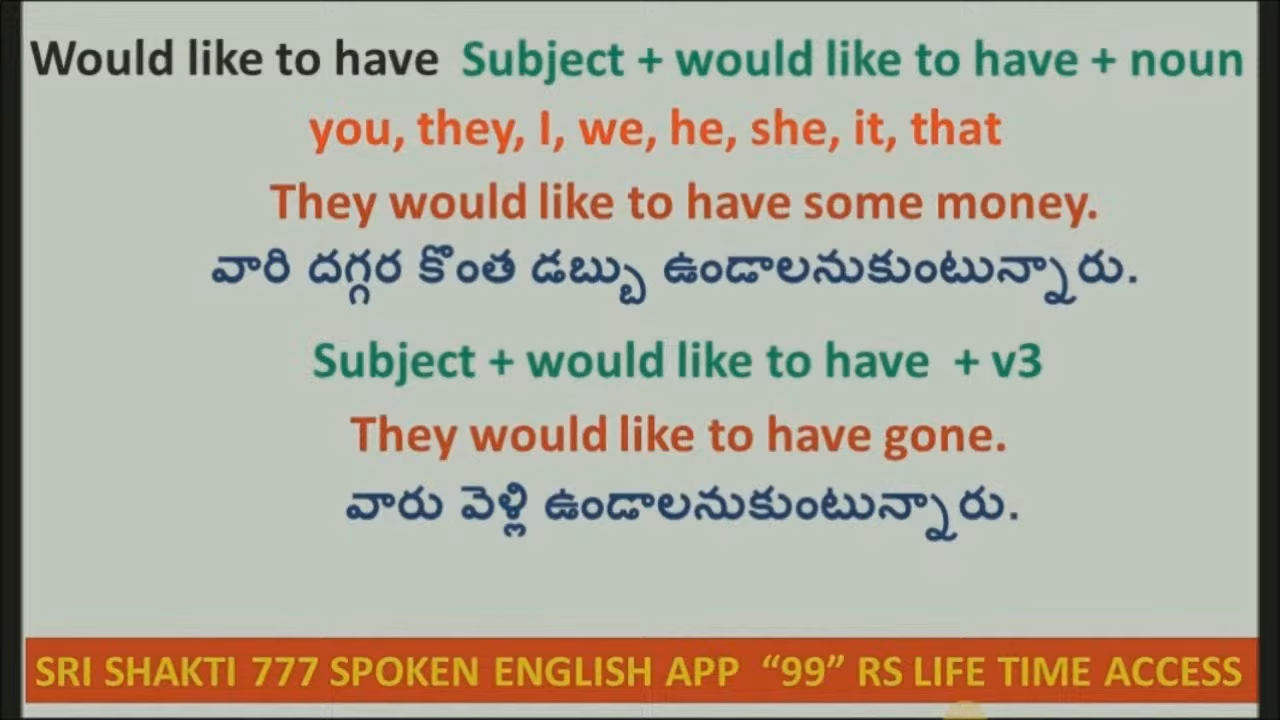 Would like to have Subject + would like to have + noun
you, they, I, we, he, she, it, that
They would like to have some money.
వారి దగ్గర కొంత డబ్బు ఉండాలనుకుంటున్నారు.
Subject + would like to have + v3
They would like to have gone.
వారు వెళ్లి ఉండాలనుకుంటున్నారు.
SRI SHAKTI 777 SPOKEN ENGLISH APP “99” RS LIFE TIME ACCESS